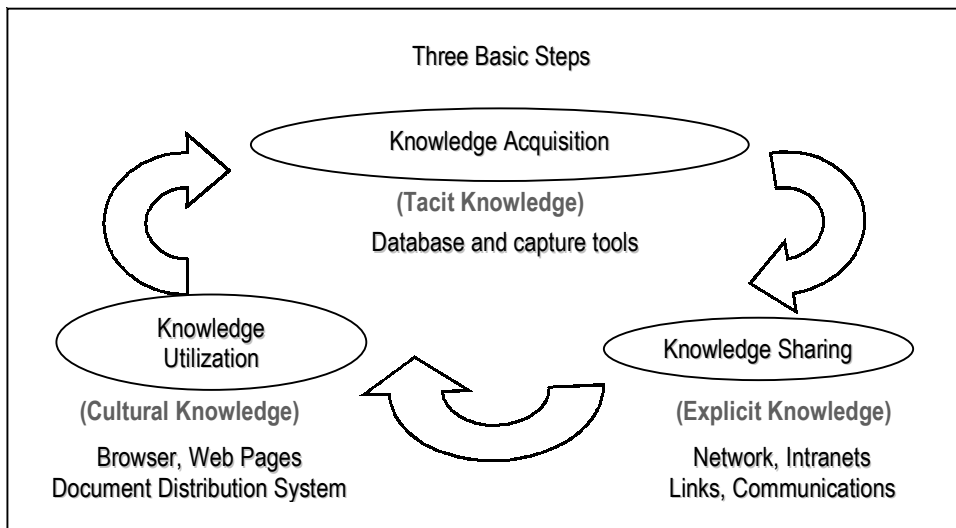 Three Basic Steps
Knowledge Acquisition
(Tacit Knowledge)
Database and capture tools
Knowledge
Utilization
(Cultural Knowledge)
Browser, Web Pages
Document Distribution System
Knowledge Sharing
(Explicit Knowledge)
Network, Intranets
Links, Communications